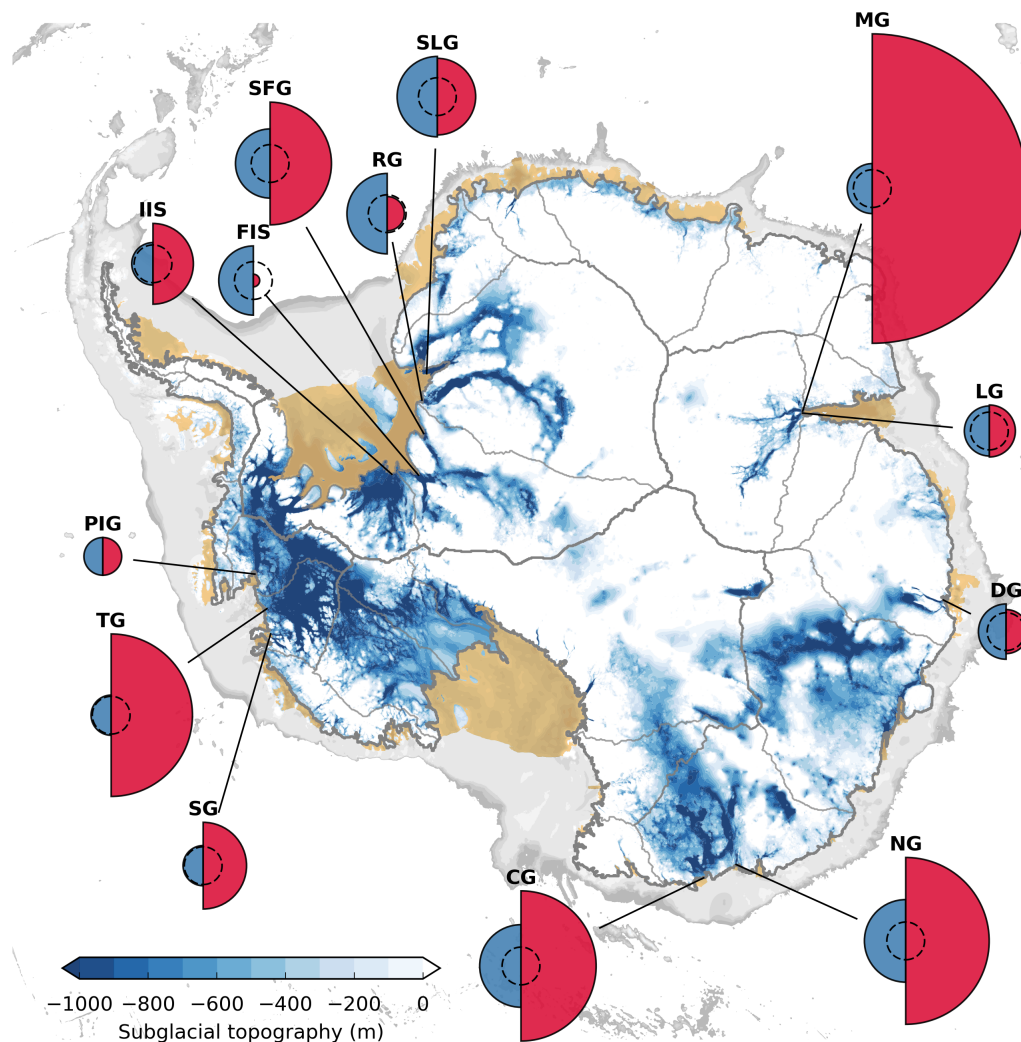 MG
SLG
SFG
RG
IIS
FIS
LG
PIG
DG
TG
SG
NG
CG
−1000 −800 −600 −400 −200 0
Subglacial topography (m)